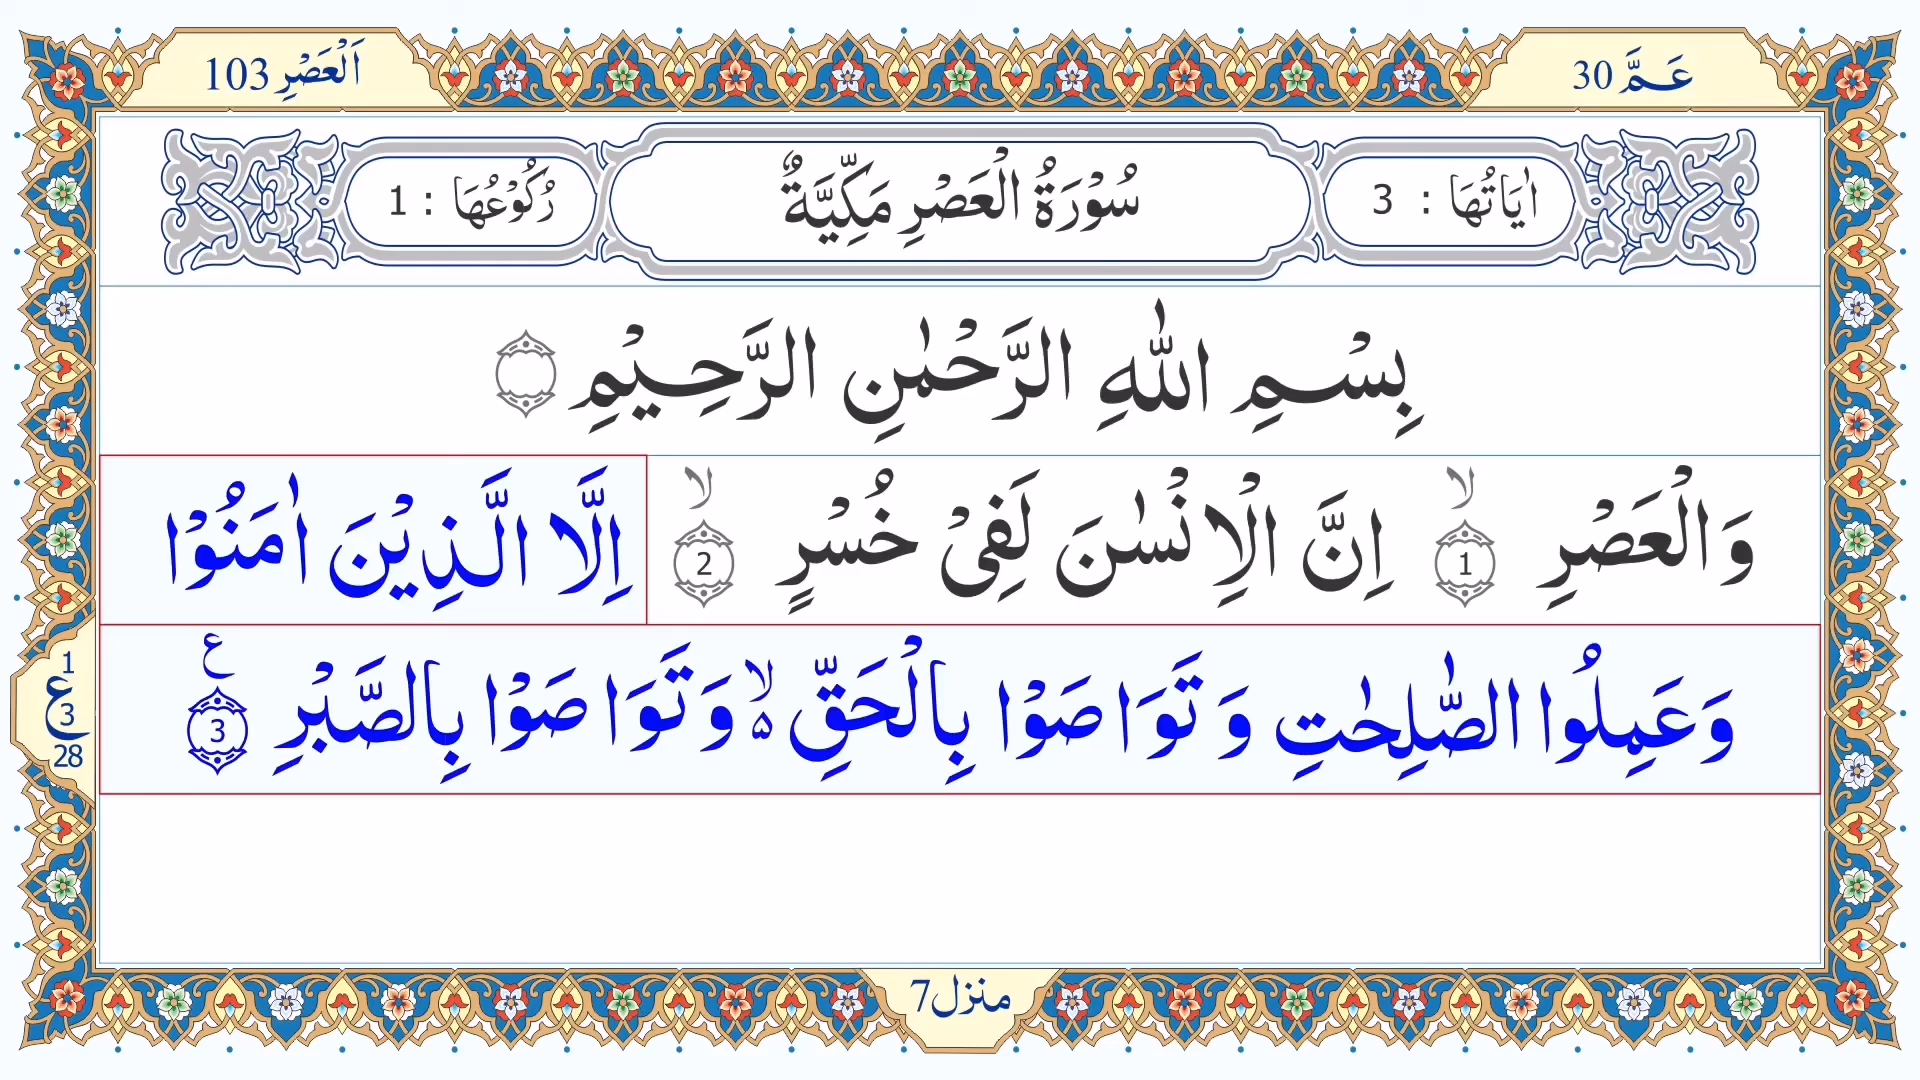 عَمَّ 30
اَلْعَصْرِ 103
اٰيَاتُهَا : 3
سُوْرَةُ الْعَصْرِ مَكِّيَّةٌ
رُكُوْعُهَا : 1
بِسْمِ اللّٰهِ الرَّحْمٰنِ الرَّحِيْمِ
وَالْعَصْرِ ۙ 1 اِنَّ الْاِنْسٰنَ لَفِیْ خُسْرٍ ۙ 2 اِلَّا الَّذِيْنَ اٰمَنُوْا
وَعَمِلُوا الصّٰلِحٰتِ وَتَوَاصَوْا بِالْحَقِّ ۙ۵ وَتَوَاصَوْا بِالصَّبْرِ 3 ع
1
ع 3
28
منزل 7